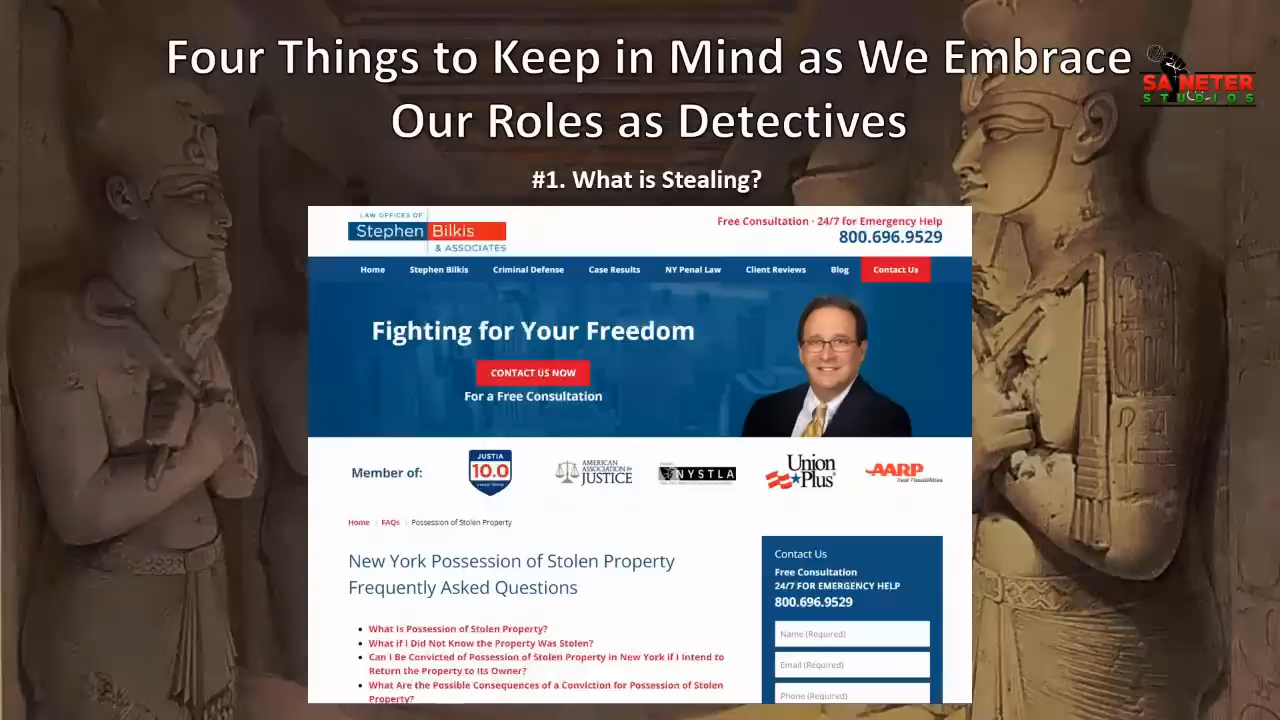 Four Things to Keep in Mind as We Embrace
Our Roles as Detectives
SA NETER
STUDIOS
#1. What is Stealing?
LAW OFFICES OF
Stephen Bilkis
& ASSOCIATES
Free Consultation · 24/7 for Emergency Help
800.696.9529
Home Stephen Bilkis Criminal Defense Case Results NY Penal Law Client Reviews Blog Contact Us
Fighting for Your Freedom
CONTACT US NOW
For a Free Consultation
Member of:
JUSTIA
10.0
Lawyer Rating
AMERICAN
ASSOCIATION for
JUSTICE
NYSTLA
Union
Plus
AARP
Real Possibilities
Home | FAQs | Possession of Stolen Property
New York Possession of Stolen Property
Frequently Asked Questions
• What Is Possession of Stolen Property?
• What if I Did Not Know the Property Was Stolen?
• Can I Be Convicted of Possession of Stolen Property in New York if I Intend to
Return the Property to Its Owner?
• What Are the Possible Consequences of a Conviction for Possession of Stolen
Property?
Contact Us
Free Consultation
24/7 FOR EMERGENCY HELP
800.696.9529
Name (Required)
Email (Required)
Phone (Required)